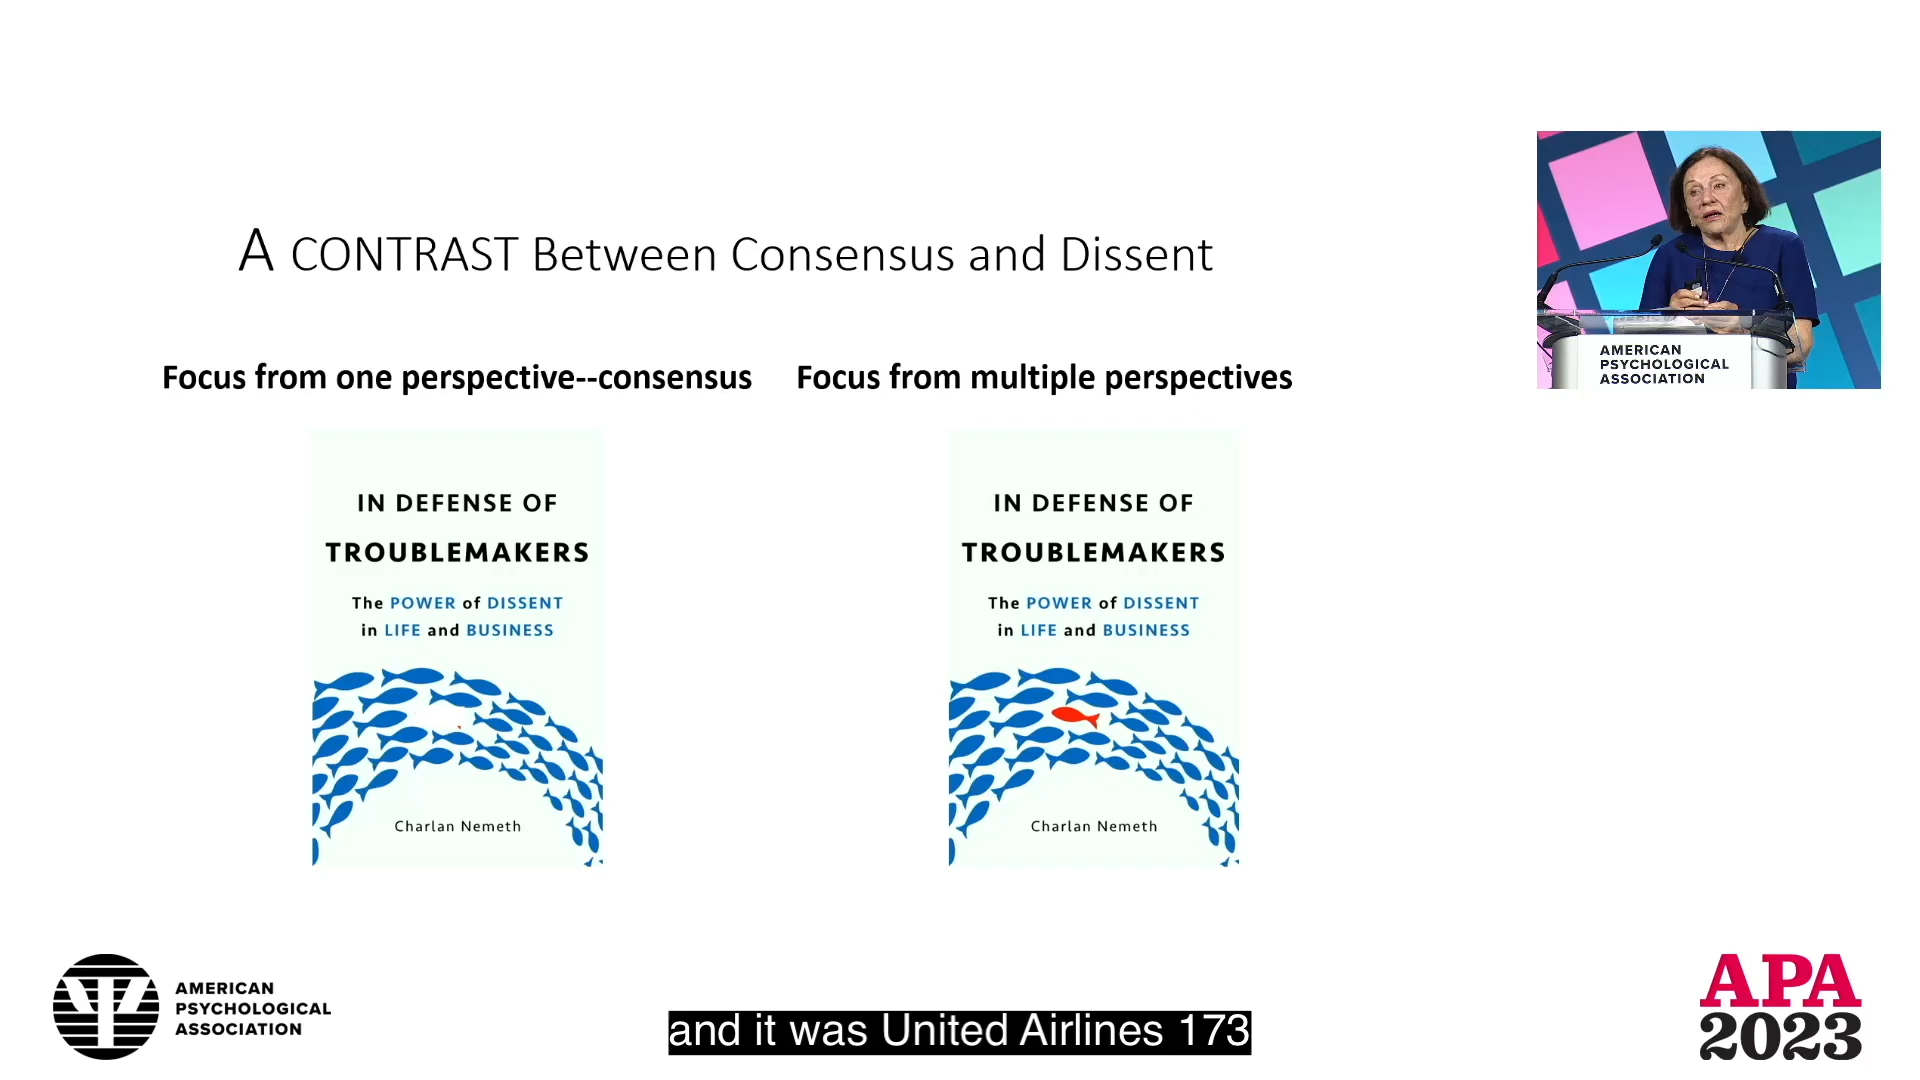 A CONTRAST Between Consensus and Dissent
Focus from one perspective--consensus
Focus from multiple perspectives
IN DEFENSE OF
TROUBLEMAKERS
The POWER of DISSENT
in LIFE and BUSINESS
Charlan Nemeth
IN DEFENSE OF
TROUBLEMAKERS
The POWER of DISSENT
in LIFE and BUSINESS
Charlan Nemeth
AMERICAN
PSYCHOLOGICAL
ASSOCIATION
AMERICAN
PSYCHOLOGICAL
ASSOCIATION
and it was United Airlines 173
APA
2023